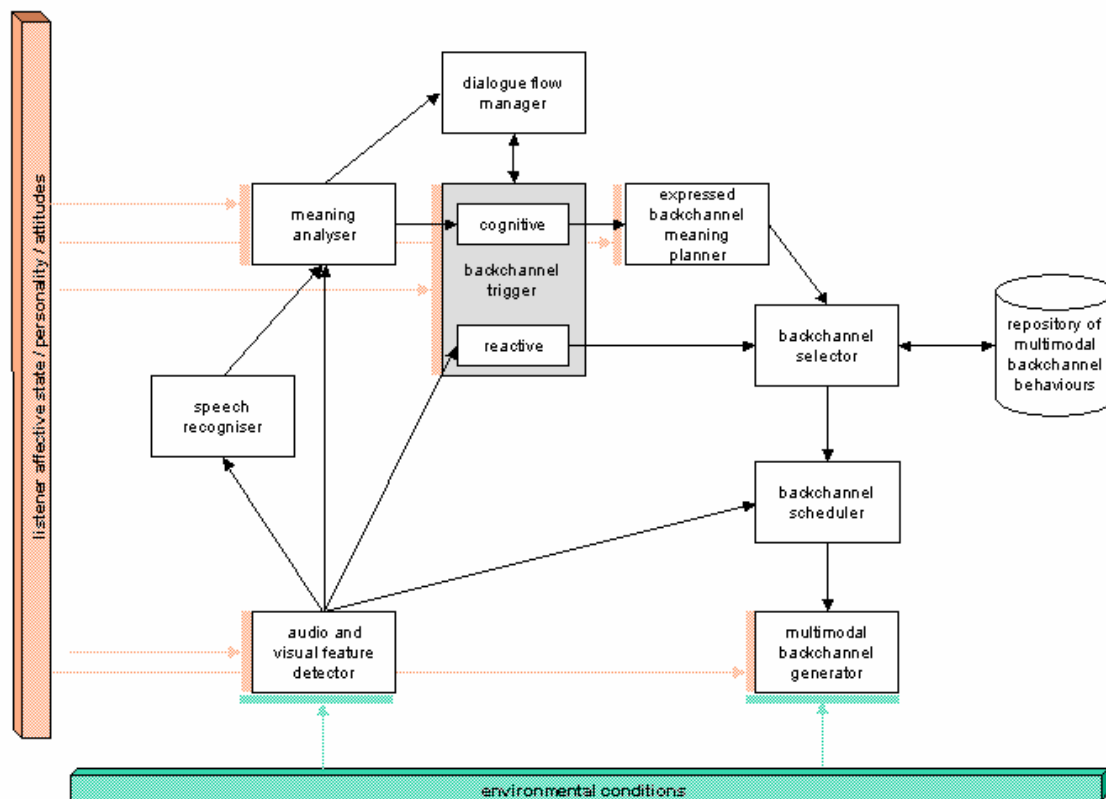 dialogue flow
manager
listener affective state / personality / attitudes
meaning
analyser
cognitive
backchannel
trigger
reactive
expressed
backchannel
meaning
planner
backchannel
selector
repository of
multimodal
backchannel
behaviours
speech
recogniser
backchannel
scheduler
audio and
visual feature
detector
multimodal
backchannel
generator
environmental conditions